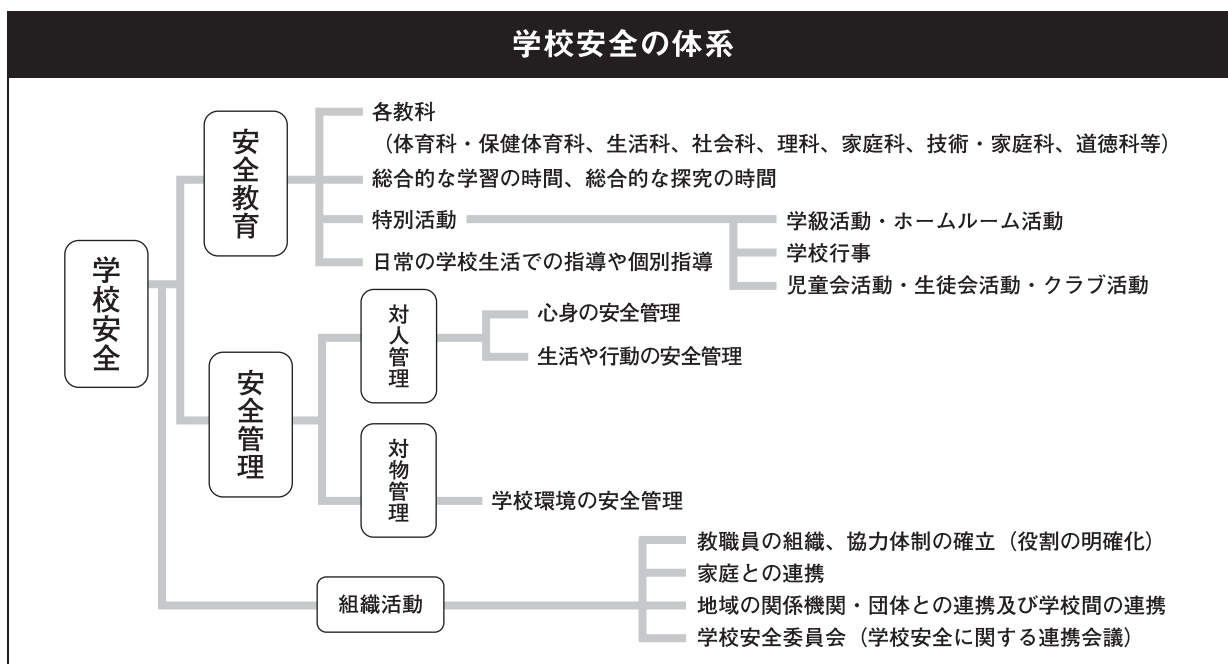 学校安全の体系
学校安全
安全教育
各教科
（体育科・保健体育科、生活科、社会科、理科、家庭科、技術・家庭科、道徳科等）
総合的な学習の時間、総合的な探究の時間
特別活動
学級活動・ホームルーム活動
学校行事
児童会活動・生徒会活動・クラブ活動
日常の学校生活での指導や個別指導
安全管理
対人管理
心身の安全管理
生活や行動の安全管理
対物管理
学校環境の安全管理
組織活動
教職員の組織、協力体制の確立（役割の明確化）
家庭との連携
地域の関係機関・団体との連携及び学校間の連携
学校安全委員会（学校安全に関する連携会議）